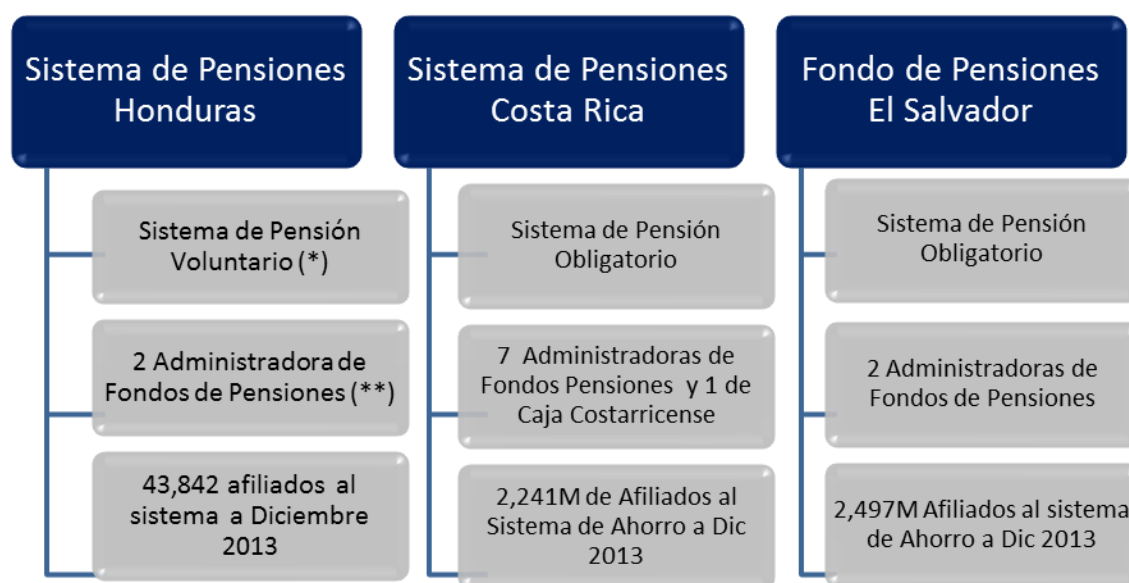 Sistema de Pensiones
Honduras
Sistema de Pensión
Voluntario (*)
2 Administradora de
Fondos de Pensiones (**)
43,842 afiliados al
sistema a Diciembre
2013
Sistema de Pensiones
Costa Rica
Sistema de Pensión
Obligatorio
7 Administradoras de
Fondos Pensiones y 1 de
Caja Costarricense
2,241M de Afiliados al
Sistema de Ahorro a Dic
2013
Fondo de Pensiones
El Salvador
Sistema de Pensión
Obligatorio
2 Administradoras de
Fondos de Pensiones
2,497M Afiliados al sistema
de Ahorro a Dic 2013